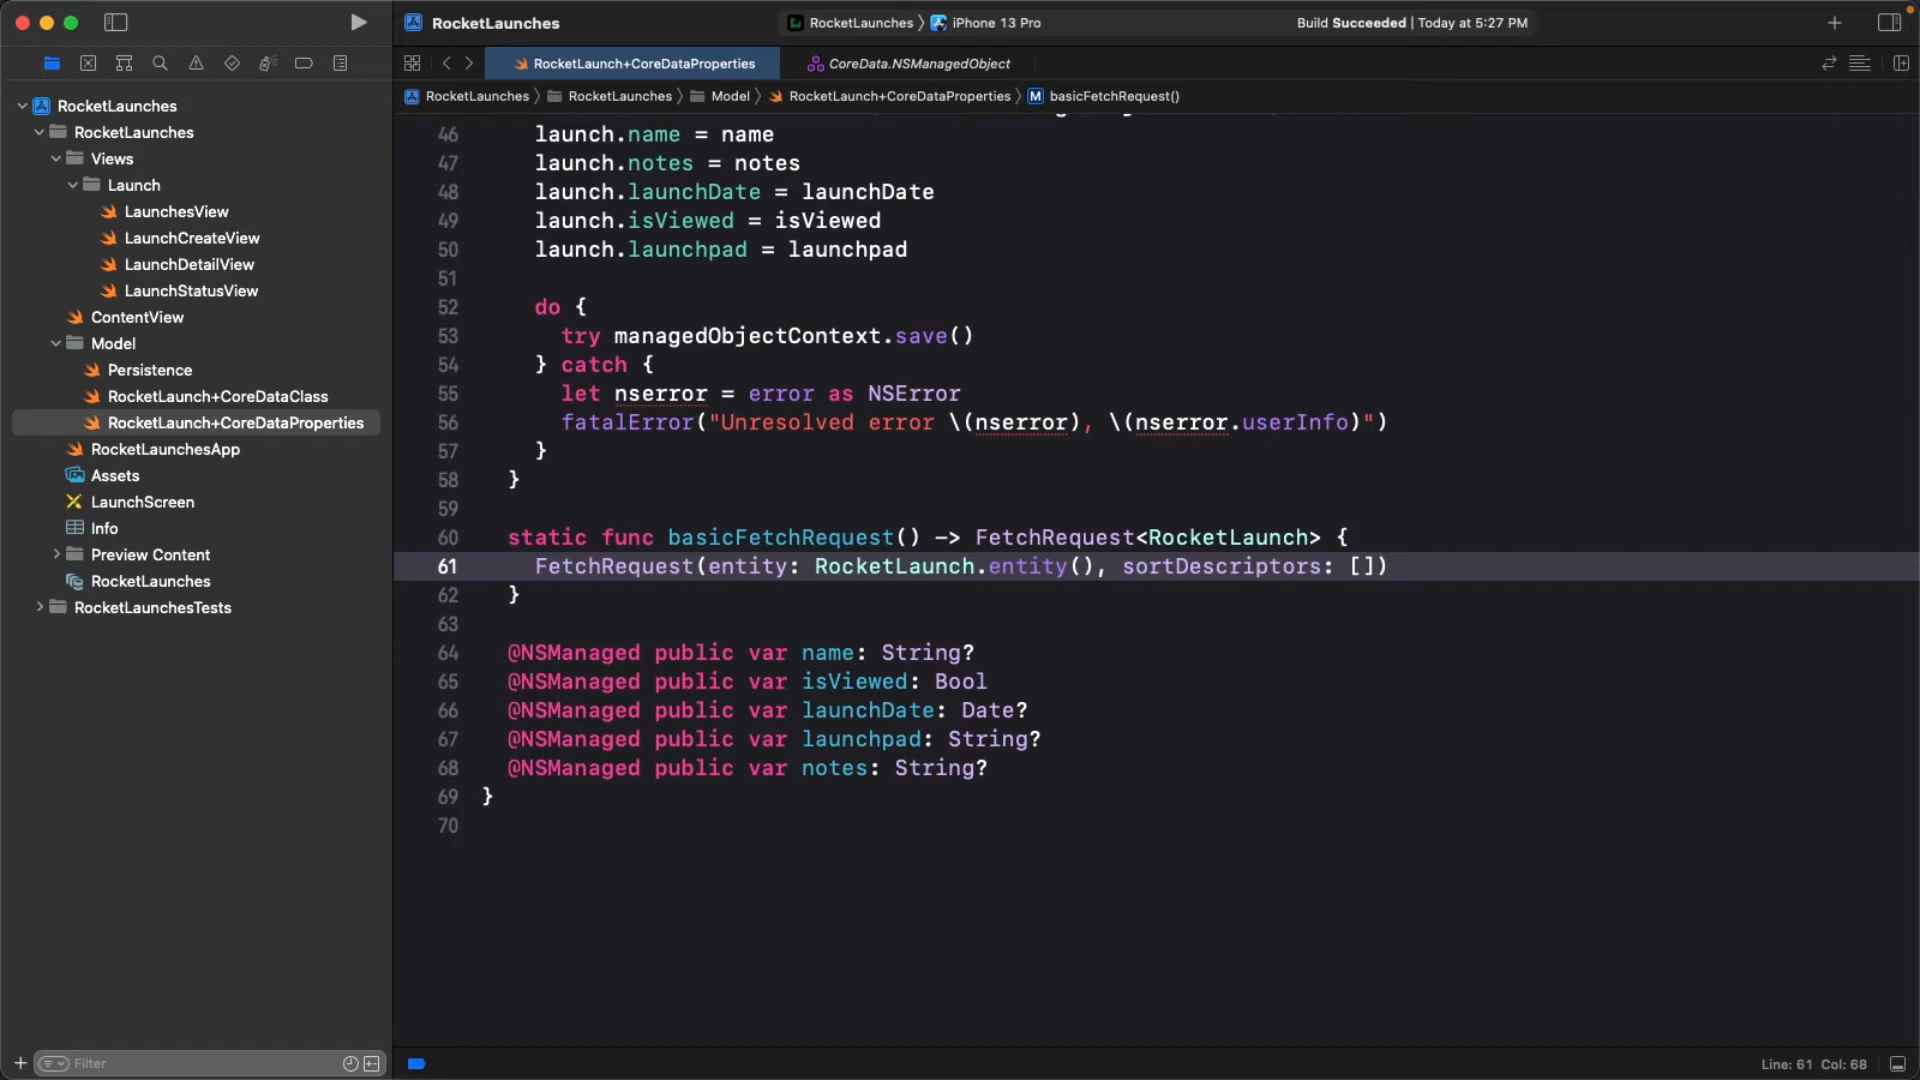 RocketLaunches
RocketLaunches 〉 iPhone 13 Pro
Build Succeeded | Today at 5:27 PM
RocketLaunch+CoreDataProperties
CoreData.NSManagedObject
RocketLaunches 〉 RocketLaunches 〉 Model 〉 RocketLaunch+CoreDataProperties 〉 M basicFetchRequest()
RocketLaunches
RocketLaunches
Views
Launch
LaunchesView
LaunchCreateView
LaunchDetailView
LaunchStatusView
ContentView
Model
Persistence
RocketLaunch+CoreDataClass
RocketLaunch+CoreDataProperties
RocketLaunchesApp
Assets
LaunchScreen
Info
Preview Content
RocketLaunches
RocketLaunchesTests
Filter
46 launch.name = name
47 launch.notes = notes
48 launch.launchDate = launchDate
49 launch.isViewed = isViewed
50 launch.launchpad = launchpad
51
52 do {
53 try managedObjectContext.save()
54 } catch {
55 let nserror = error as NSError
56 fatalError("Unresolved error \(nserror), \(nserror.userInfo)")
57 }
58 }
59
60 static func basicFetchRequest() -> FetchRequest<RocketLaunch> {
61 FetchRequest(entity: RocketLaunch.entity(), sortDescriptors: [])
62 }
63
64 @NSManaged public var name: String?
65 @NSManaged public var isViewed: Bool
66 @NSManaged public var launchDate: Date?
67 @NSManaged public var launchpad: String?
68 @NSManaged public var notes: String?
69 }
70
Line: 61 Col: 68